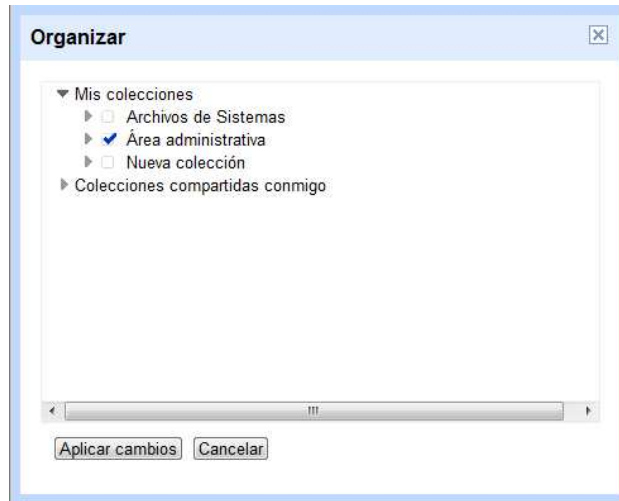 Organizar
Mis colecciones
Archivos de Sistemas
Área administrativa
Nueva colección
Colecciones compartidas conmigo
Aplicar cambios Cancelar